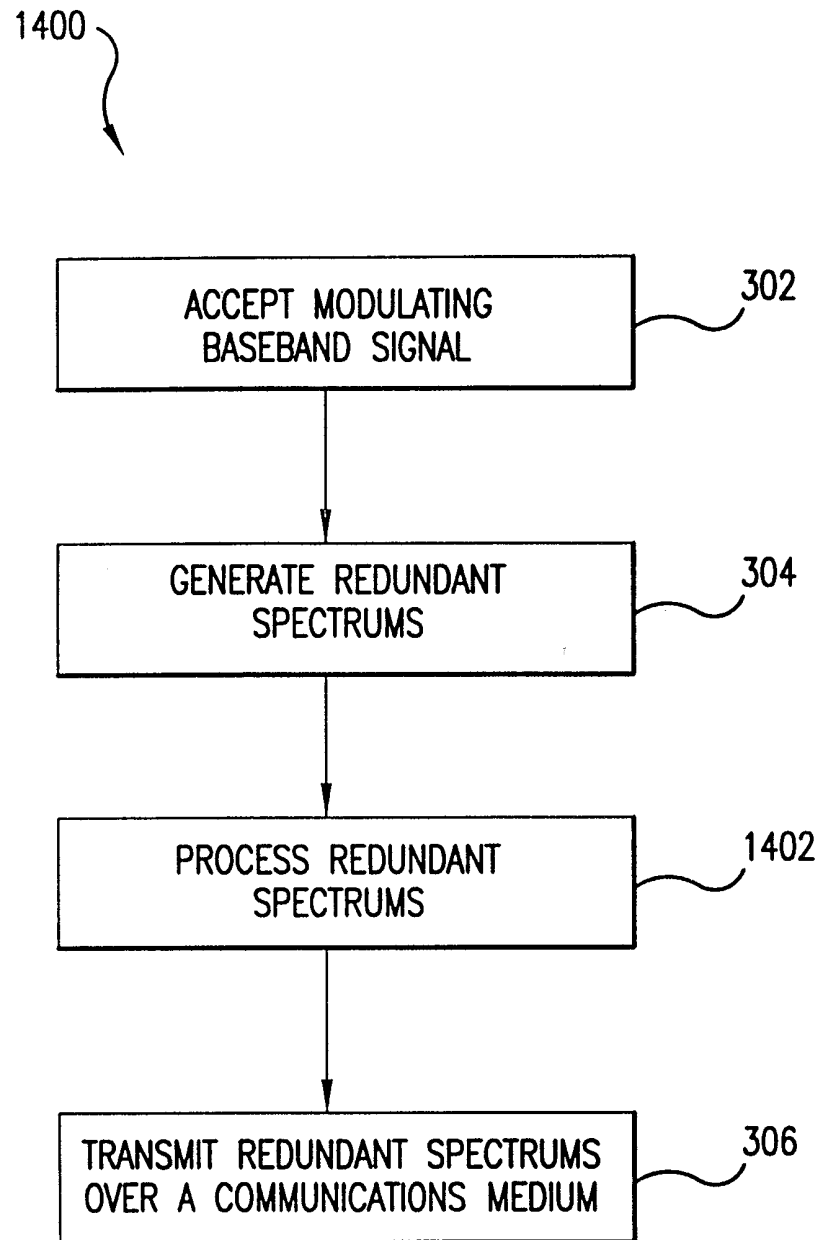 1400
ACCEPT MODULATING
BASEBAND SIGNAL
302
GENERATE REDUNDANT
SPECTRUMS
304
PROCESS REDUNDANT
SPECTRUMS
1402
TRANSMIT REDUNDANT SPECTRUMS
OVER A COMMUNICATIONS MEDIUM
306